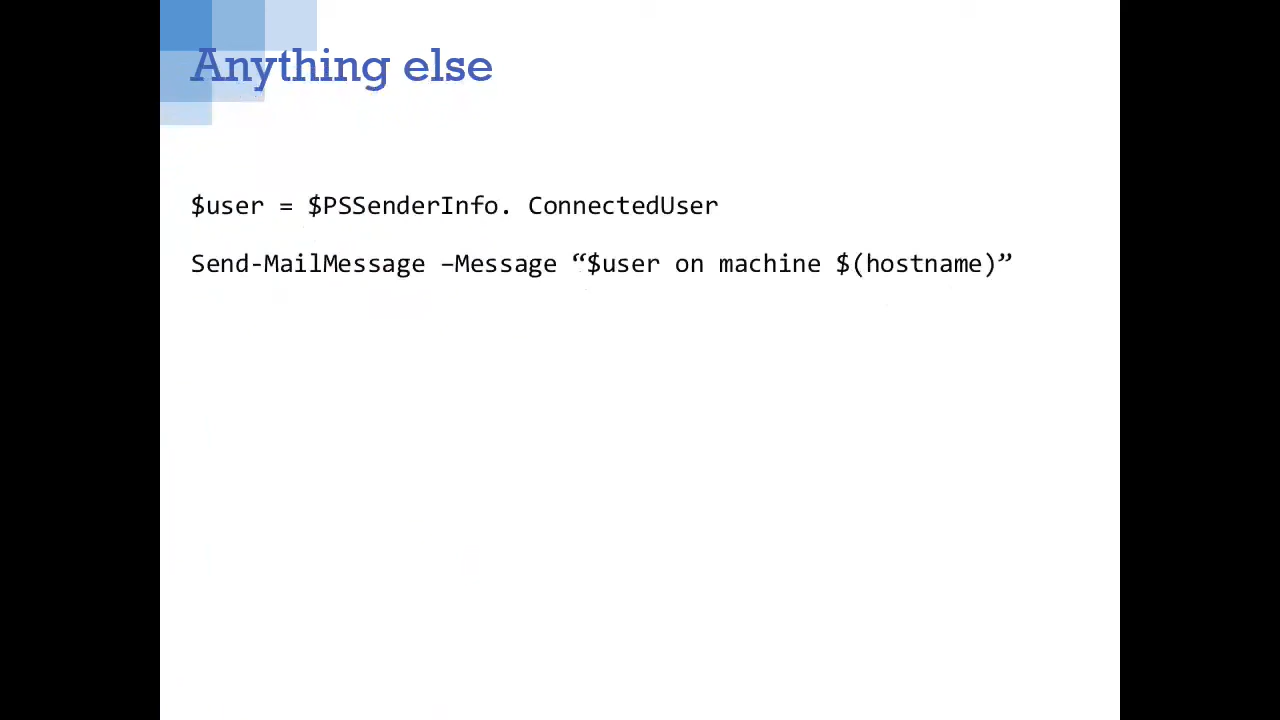 Anything else
$user = $PSSenderInfo. ConnectedUser
Send-MailMessage –Message “$user on machine $(hostname)”